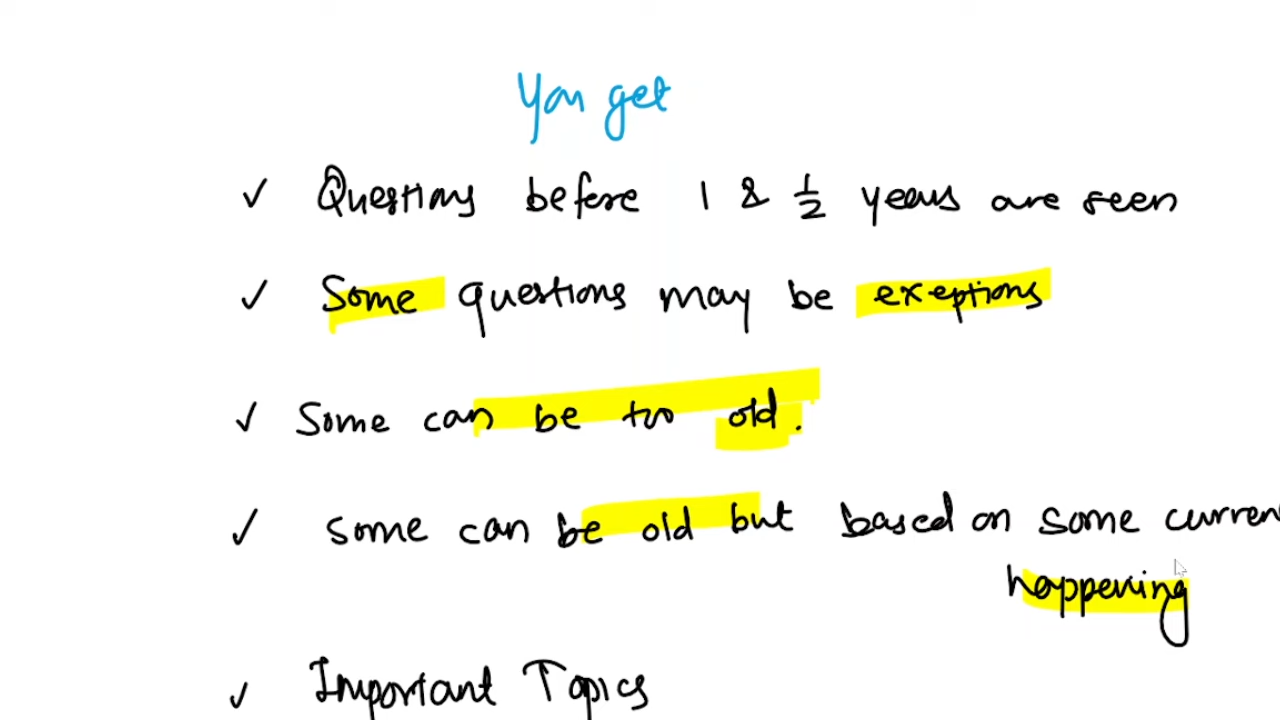 You get
✓ Questions before 1 & 1/2 years are seen
✓ Some questions may be exeptions
✓ Some can be too old.
✓ some can be old but based on some curren
happening
✓ Important Topics